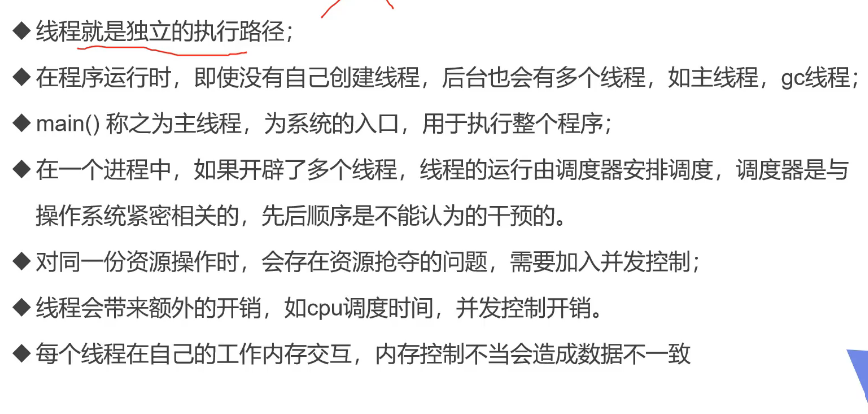 ◆ 线程就是独立的执行路径；
◆ 在程序运行时，即使没有自己创建线程，后台也会有多个线程，如主线程，gc线程；
◆ main() 称之为主线程，为系统的入口，用于执行整个程序；
◆ 在一个进程中，如果开辟了多个线程，线程的运行由调度器安排调度，调度器是与
操作系统紧密相关的，先后顺序是不能认为的干预的。
◆ 对同一份资源操作时，会存在资源抢夺的问题，需要加入并发控制；
◆ 线程会带来额外的开销，如cpu调度时间，并发控制开销。
◆ 每个线程在自己的工作内存交互，内存控制不当会造成数据不一致